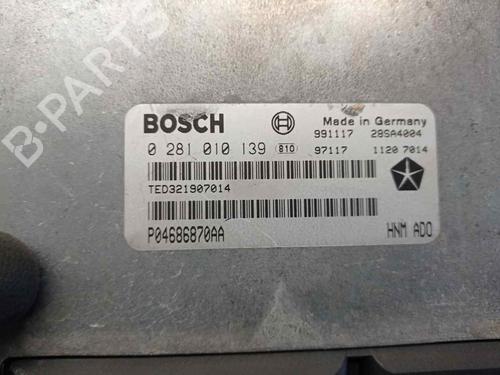 B-PARTS
BOSCH
Made in Germany
991117 28SA4004
0 281 010 139 810 97117 1120 7014
TED321907014
P04686870AA HNM ADO